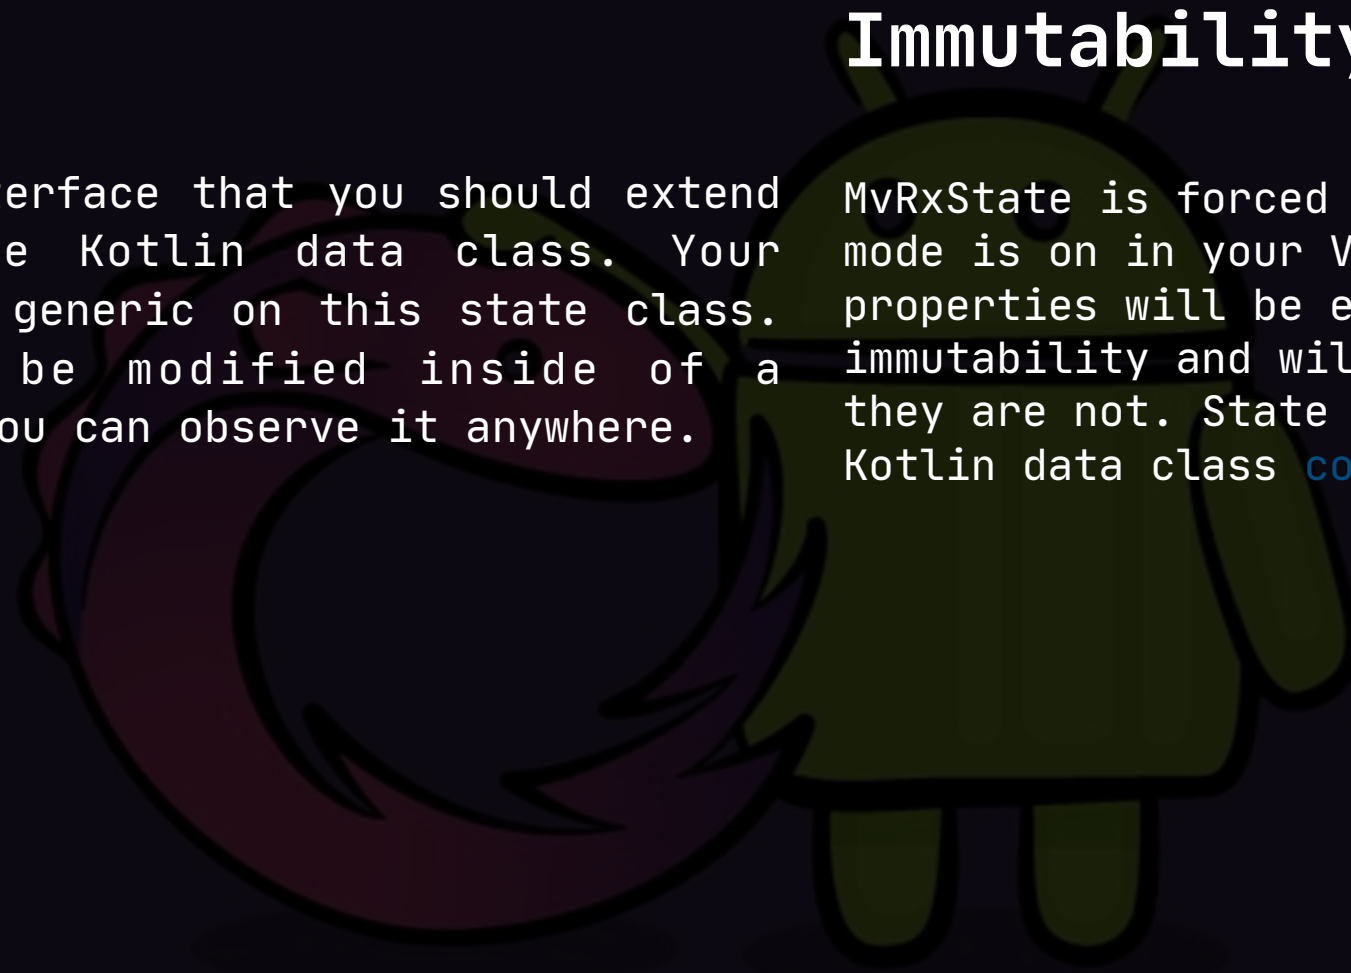 Immutability
erface that you should extend
e Kotlin data class. Your
generic on this state class.
be modified inside of a
ou can observe it anywhere.
MvRxState is forced
mode is on in your V
properties will be e
immutability and wil
they are not. State
Kotlin data class co